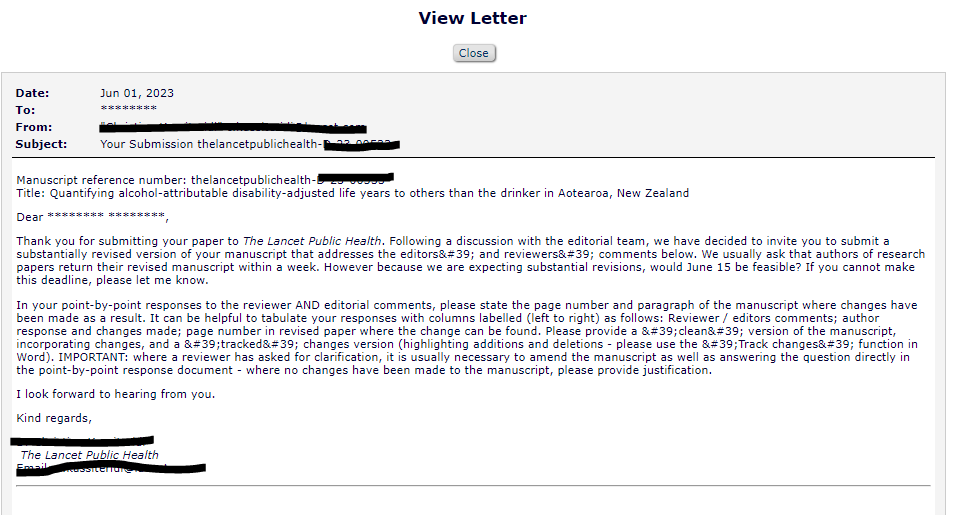 View Letter
Close
Date: Jun 01, 2023
To: ********
From:
Subject: Your Submission thelancetpublichealth-
Manuscript reference number: thelancetpublichealth-
Title: Quantifying alcohol-attributable disability-adjusted life years to others than the drinker in Aotearoa, New Zealand
Dear ******** ********,
Thank you for submitting your paper to The Lancet Public Health. Following a discussion with the editorial team, we have decided to invite you to submit a
substantially revised version of your manuscript that addresses the editors&#39; and reviewers&#39; comments below. We usually ask that authors of research
papers return their revised manuscript within a week. However because we are expecting substantial revisions, would June 15 be feasible? If you cannot make
this deadline, please let me know.
In your point-by-point responses to the reviewer AND editorial comments, please state the page number and paragraph of the manuscript where changes have
been made as a result. It can be helpful to tabulate your responses with columns labelled (left to right) as follows: Reviewer / editors comments; author
response and changes made; page number in revised paper where the change can be found. Please provide a &#39;clean&#39; version of the manuscript,
incorporating changes, and a &#39;tracked&#39; changes version (highlighting additions and deletions - please use the &#39;Track changes&#39; function in
Word). IMPORTANT: where a reviewer has asked for clarification, it is usually necessary to amend the manuscript as well as answering the question directly in
the point-by-point response document - where no changes have been made to the manuscript, please provide justification.
I look forward to hearing from you.
Kind regards,
The Lancet Public Health